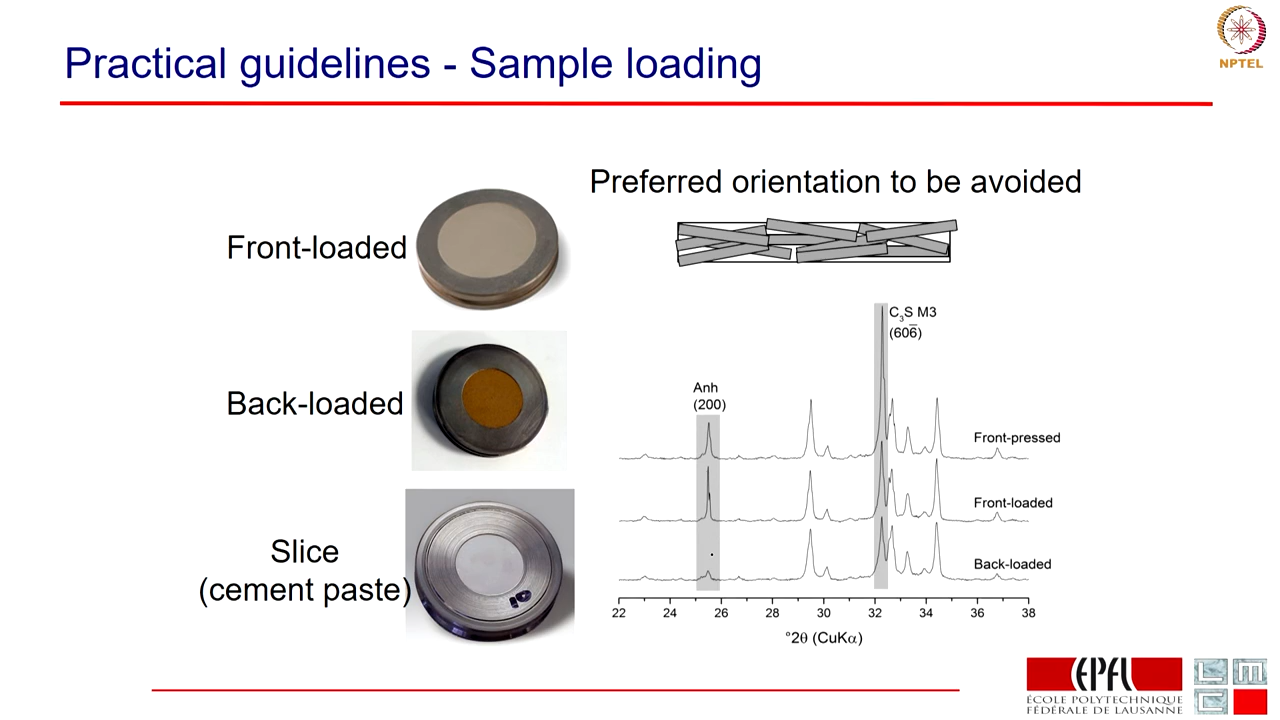 Practical guidelines - Sample loading
NPTEL
Preferred orientation to be avoided
Front-loaded
Back-loaded
Slice
(cement paste)
C3S M3
(606̅)
Anh
(200)
Front-pressed
Front-loaded
Back-loaded
22 24 26 28 30 32 34 36 38
°2θ (CuKα)
EPFL
ÉCOLE POLYTECHNIQUE
FÉDÉRALE DE LAUSANNE
L M
C